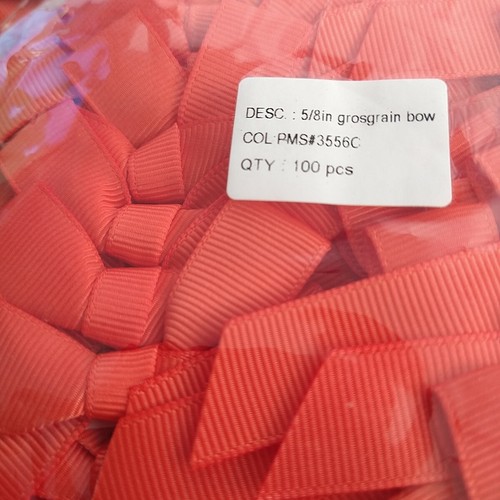 DESC. : 5/8in grosgrain bow
COL:PMS#3556C
QTY : 100 pcs